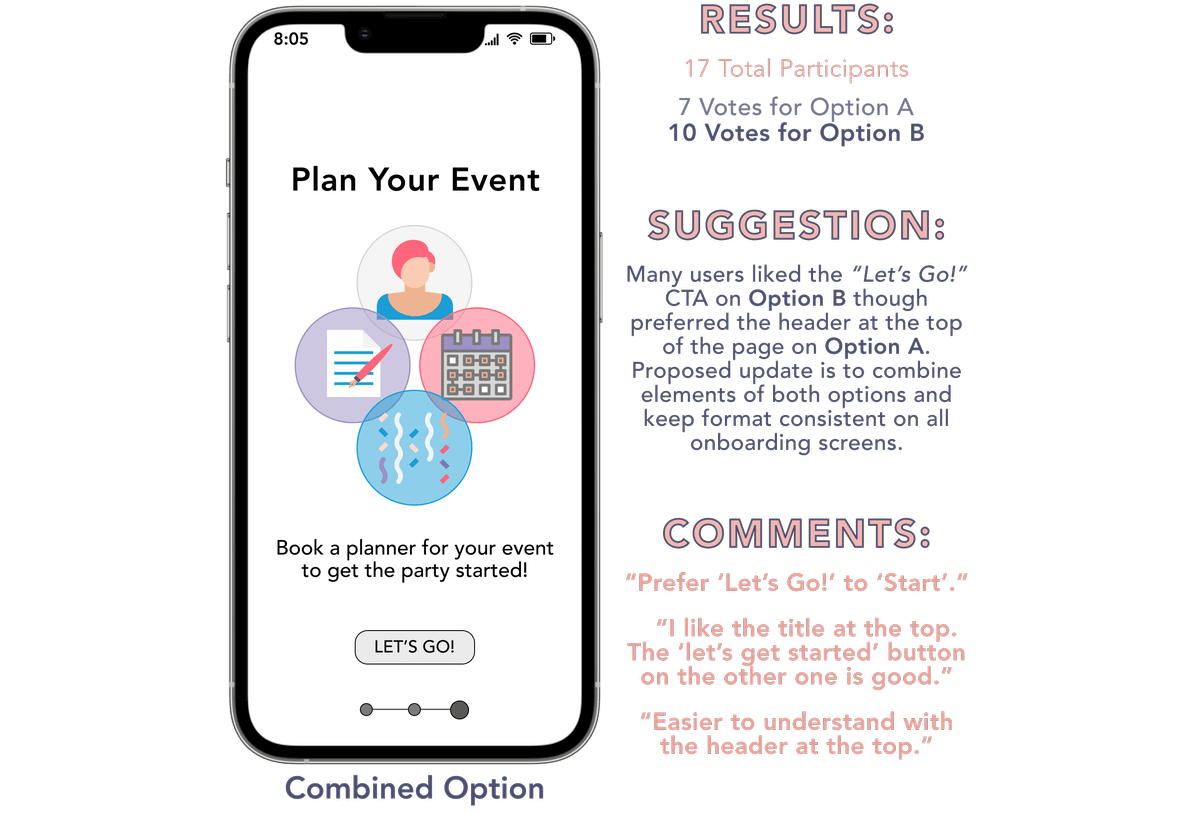 8:05
Plan Your Event
Book a planner for your event
to get the party started!
LET'S GO!
Combined Option
RESULTS:
17 Total Participants
7 Votes for Option A
10 Votes for Option B
SUGGESTION:
Many users liked the “Let’s Go!”
CTA on Option B though
preferred the header at the top
of the page on Option A.
Proposed update is to combine
elements of both options and
keep format consistent on all
onboarding screens.
COMMENTS:
“Prefer ‘Let’s Go!’ to ‘Start’.”
“I like the title at the top.
The ‘let’s get started’ button
on the other one is good.”
“Easier to understand with
the header at the top.”